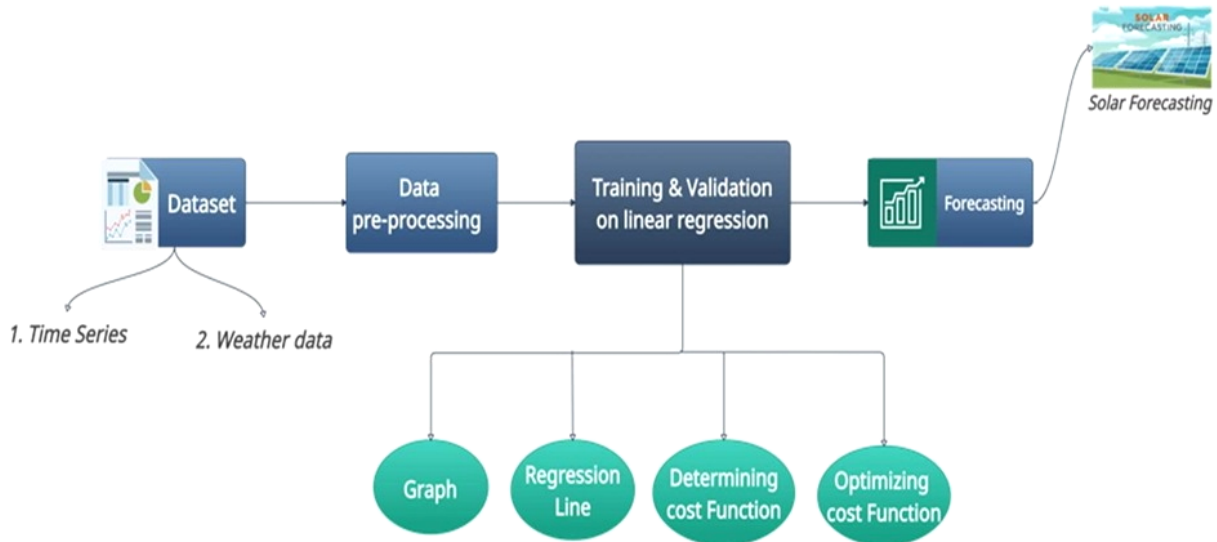 SOLAR
FORECASTING
Solar Forecasting
Dataset
Data
pre-processing
Training & Validation
on linear regression
Forecasting
1. Time Series
2. Weather data
Graph
Regression
Line
Determining
cost Function
Optimizing
cost Function